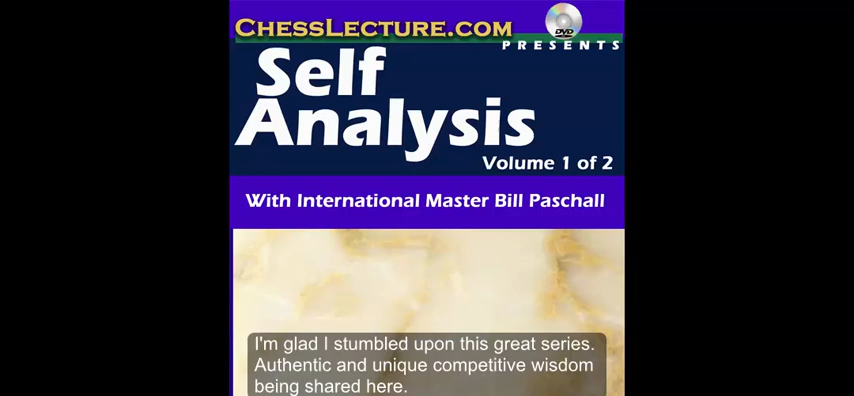 ChessLecture.com
DVD
PRESENTS
Self
Analysis
Volume 1 of 2
With International Master Bill Paschall
I'm glad I stumbled upon this great series.
Authentic and unique competitive wisdom
being shared here.